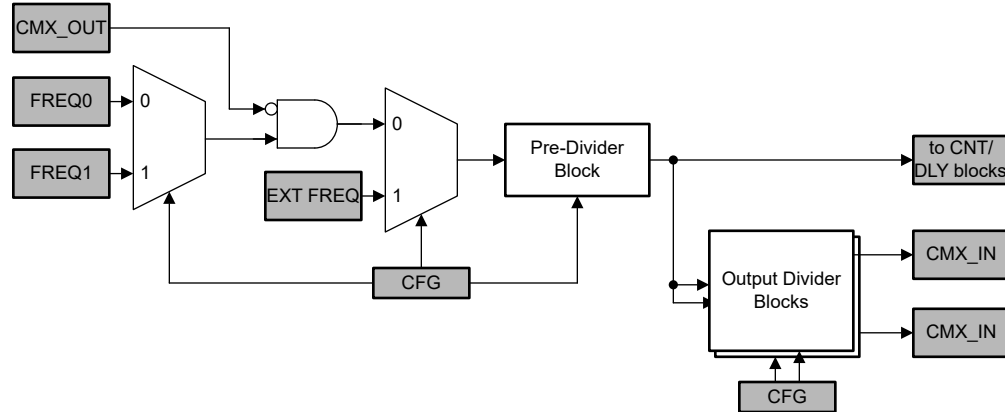 CMX_OUT
FREQ0
0
FREQ1
1
0
EXT FREQ
1
Pre-Divider
Block
to CNT/
DLY blocks
CFG
Output Divider
Blocks
CMX_IN
CMX_IN
CFG